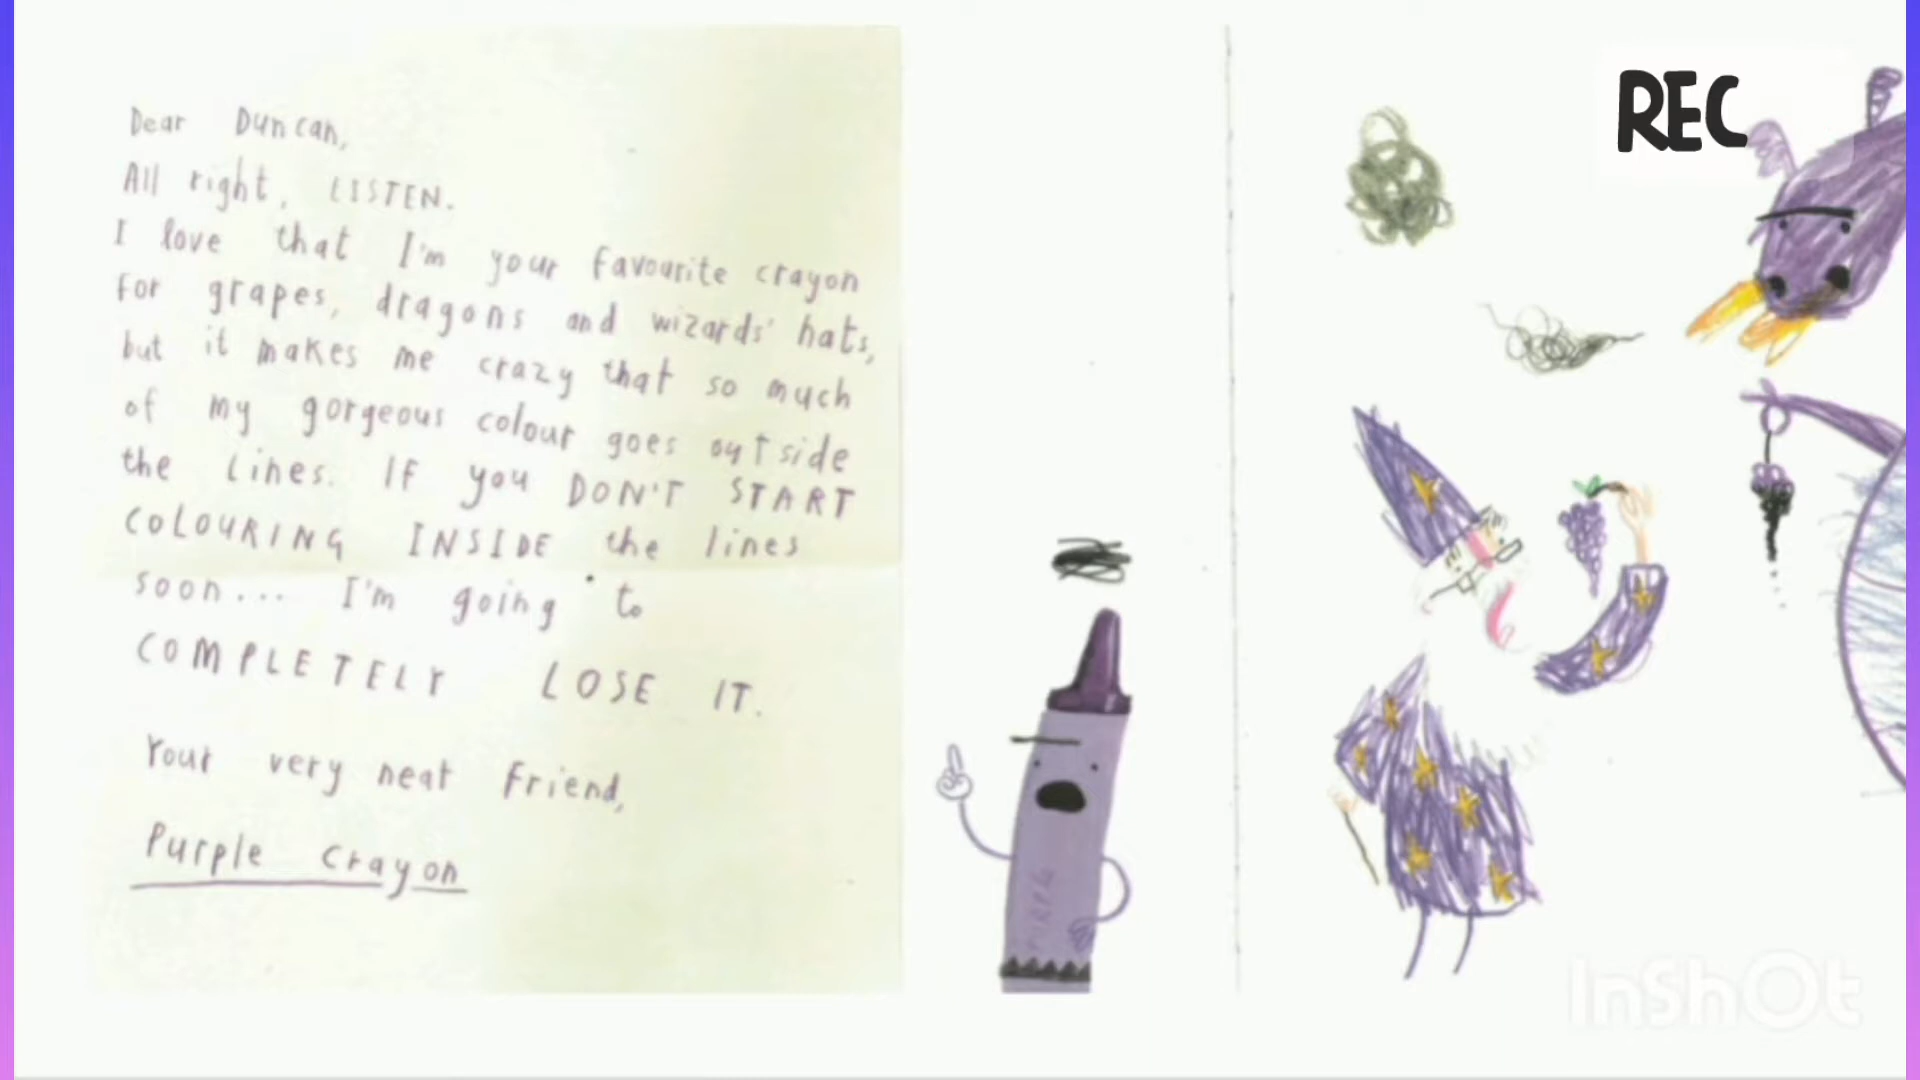 Dear Duncan,
All right, LISTEN.
I love that I'm your favourite crayon
for grapes, dragons and wizards' hats,
but it makes me crazy that so much
of my gorgeous colour goes outside
the lines. If you DON'T START
COLOURING INSIDE the lines
soon... I'm going to
COMPLETELY LOSE IT.
Your very neat friend,
Purple Crayon
PURPLE
REC
InShOt